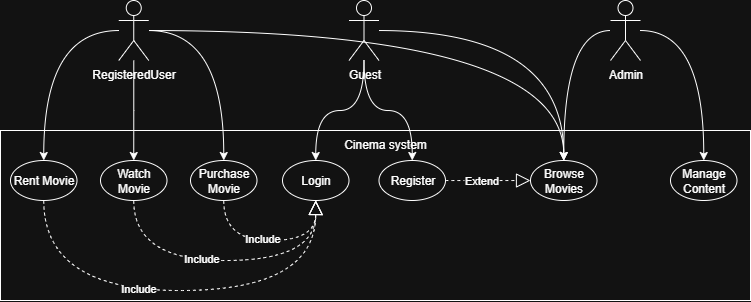 RegisteredUser
Guest
Admin
Cinema system
Rent Movie
Watch
Movie
Purchase
Movie
Login
Register
Extend
Browse
Movies
Manage
Content
Include
Include
Include